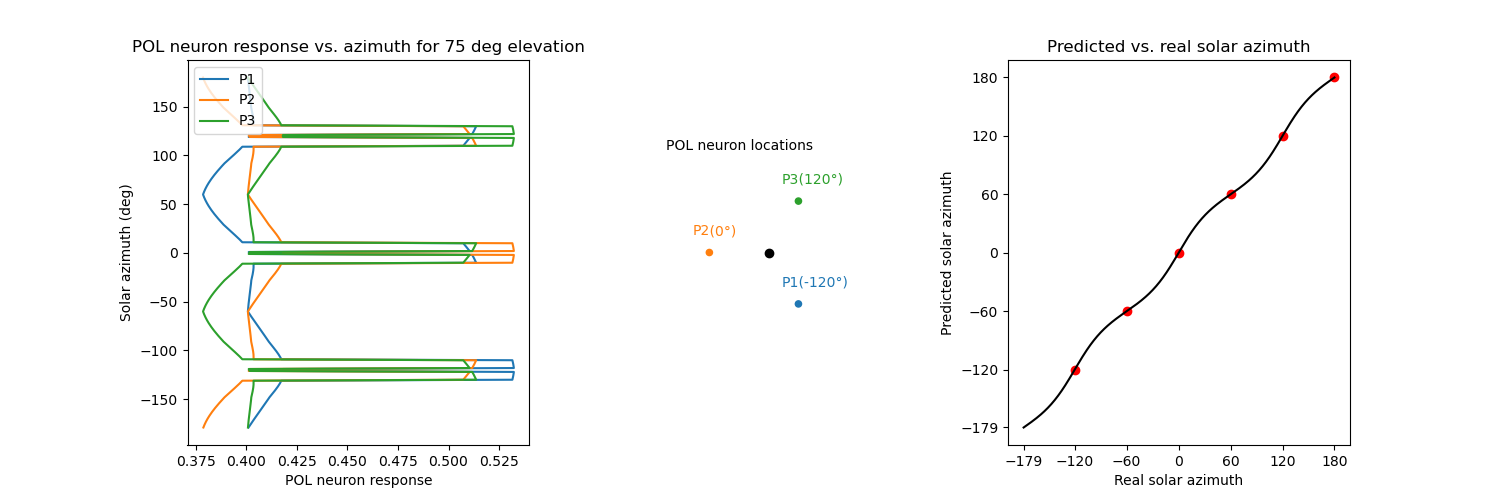 POL neuron response vs. azimuth for 75 deg elevation
P1
P2
P3
150
100
50
0
−50
−100
−150
Solar azimuth (deg)
0.375 0.400 0.425 0.450 0.475 0.500 0.525
POL neuron response
POL neuron locations
P3(120°)
P2(0°)
P1(-120°)
Predicted vs. real solar azimuth
180
120
60
0
−60
−120
−179
Predicted solar azimuth
−179 −120 −60 0 60 120 180
Real solar azimuth